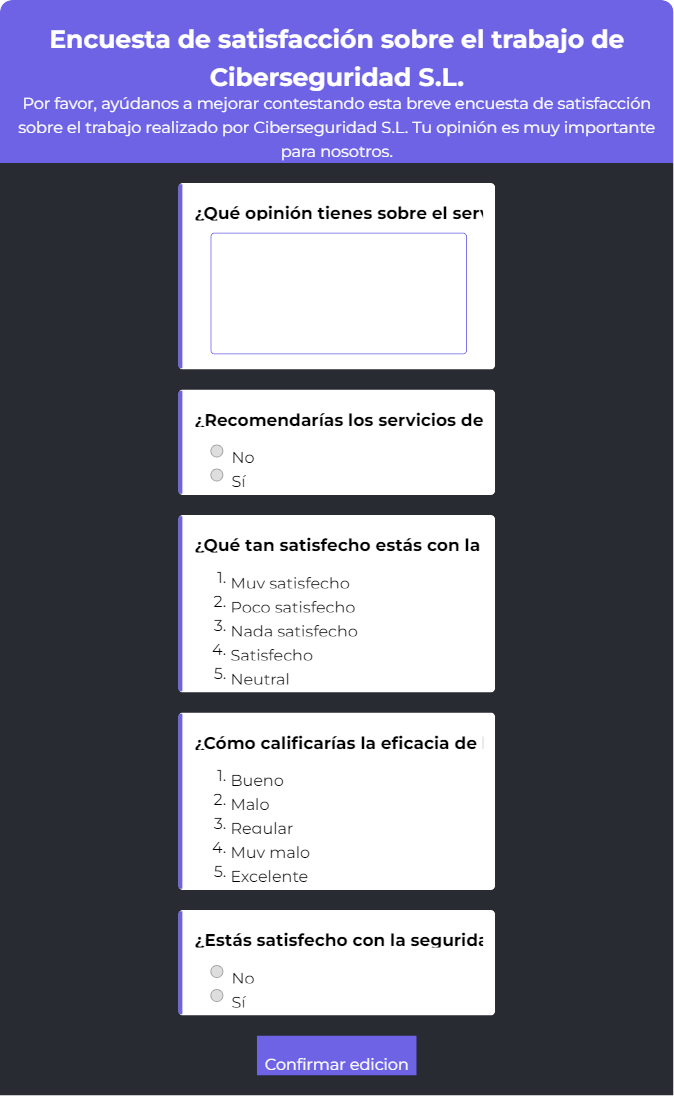 Encuesta de satisfacción sobre el trabajo de
Ciberseguridad S.L.
Por favor, ayúdanos a mejorar contestando esta breve encuesta de satisfacción
sobre el trabajo realizado por Ciberseguridad S.L. Tu opinión es muy importante
para nosotros.
¿Qué opinión tienes sobre el
¿Recomendarías los servicios de
No
Sí
¿Qué tan satisfecho estás con la
1. Muy satisfecho
2. Poco satisfecho
3. Nada satisfecho
4. Satisfecho
5. Neutral
¿Cómo calificarías la eficacia de
1. Bueno
2. Malo
3. Regular
4. Muy malo
5. Excelente
¿Estás satisfecho con la
No
Sí
Confirmar edicion